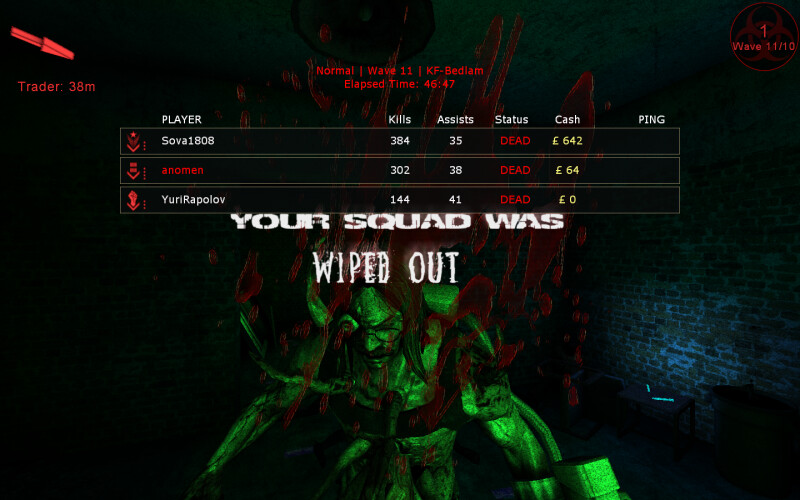 1
Wave 11/10
Trader: 38m
Normal | Wave 11 | KF-Bedlam
Elapsed Time: 46:47
PLAYER Kills Assists Status Cash PING
Sova1808 384 35 DEAD £ 642
anomen 302 38 DEAD £ 64
YuriRapolov 144 41 DEAD £ 0
YOUR SQUAD WAS
WIPED OUT